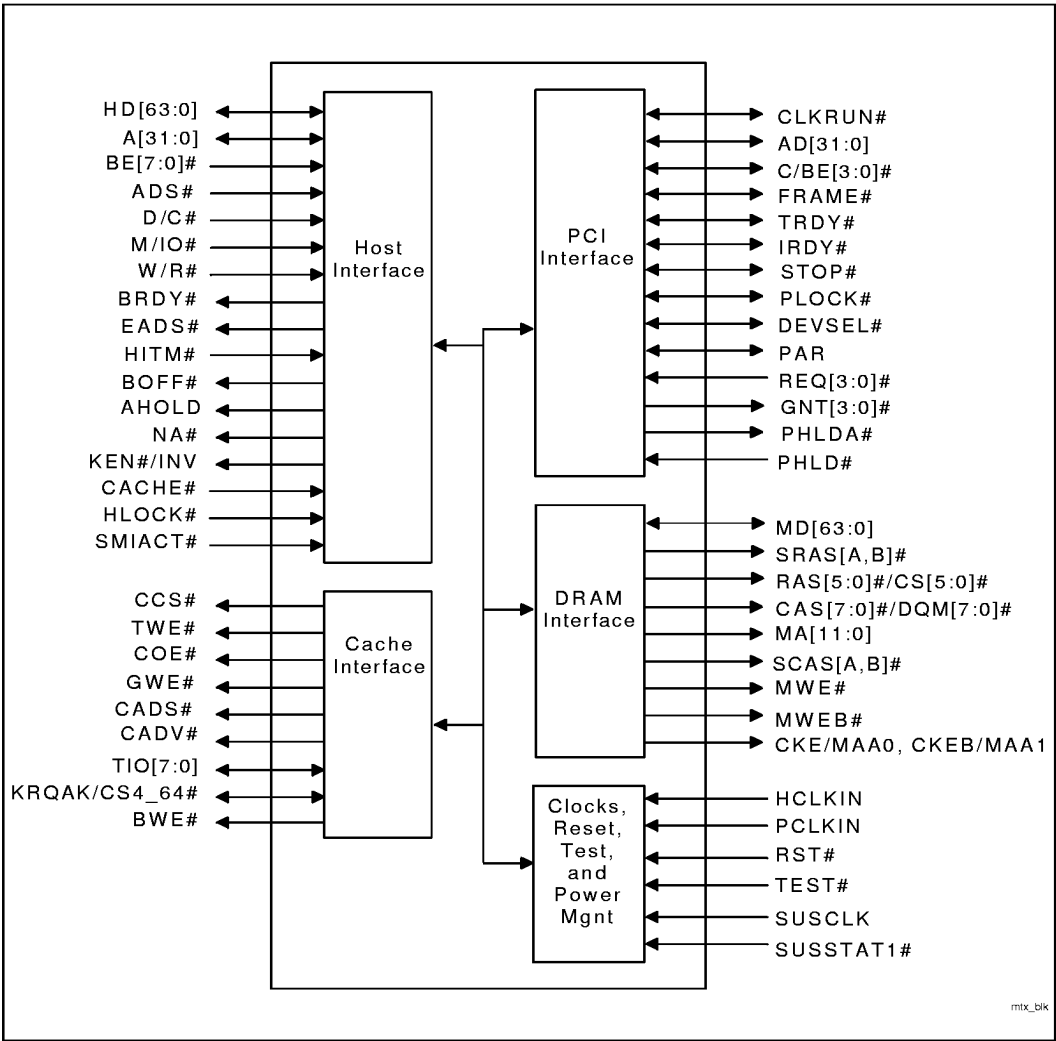 HD[63:0]
A[31:0]
BE[7:0]#
ADS#
D/C#
M/IO#
W/R#
BRDY#
EADS#
HITM#
BOFF#
AHOLD
NA#
KEN#/INV
CACHE#
HLOCK#
SMIACT#
Host
Interface
CCS#
TWE#
COE#
GWE#
CADS#
CADV#
TIO[7:0]
KRQAK/CS4_64#
BWE#
Cache
Interface
PCI
Interface
CLKRUN#
AD[31:0]
C/BE[3:0]#
FRAME#
TRDY#
IRDY#
STOP#
PLOCK#
DEVSEL#
PAR
REQ[3:0]#
GNT[3:0]#
PHLDA#
PHLD#
DRAM
Interface
MD[63:0]
SRAS[A,B]#
RAS[5:0]#/CS[5:0]#
CAS[7:0]#/DQM[7:0]#
MA[11:0]
SCAS[A,B]#
MWE#
MWEB#
CKE/MAA0, CKEB/MAA1
Clocks,
Reset,
Test,
and
Power
Mgnt
HCLKIN
PCLKIN
RST#
TEST#
SUSCLK
SUSSTAT1#
mtx_blk